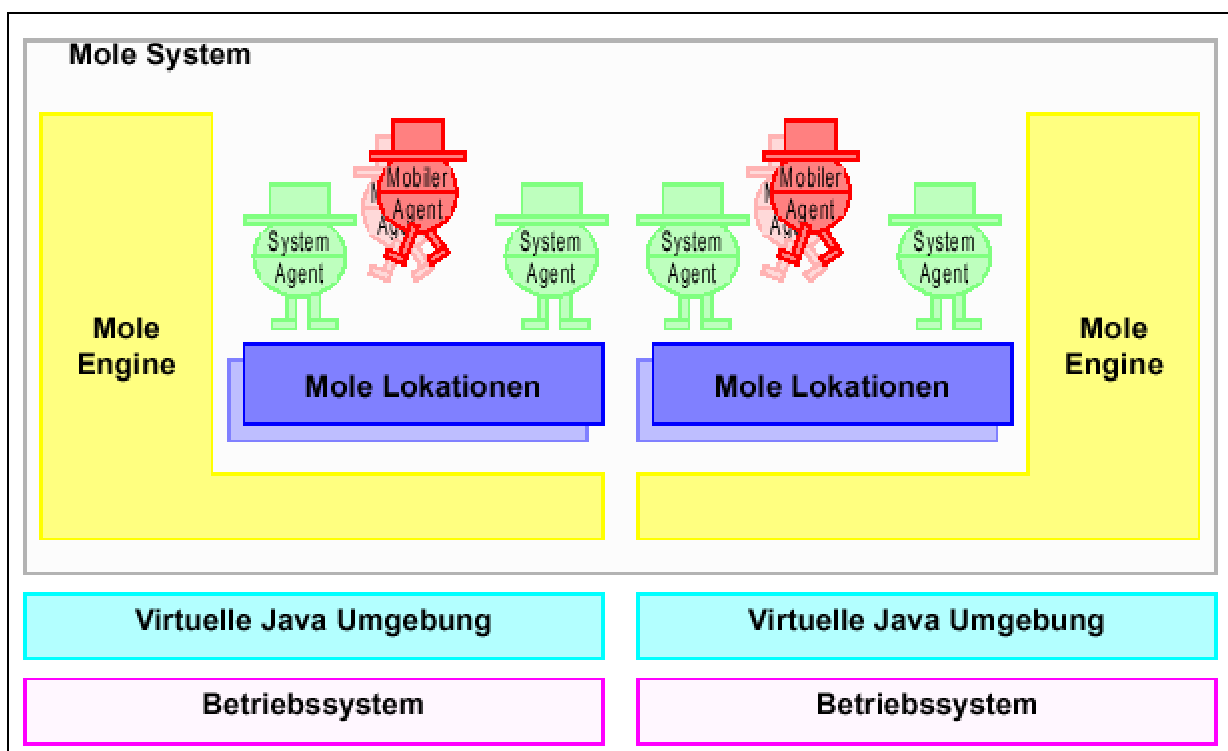 Mole System
Mobiler
Agent
Mobiler
Agent
System
Agent
System
Agent
System
Agent
System
Agent
Mole
Engine
Mole
Engine
Mole Lokationen
Mole Lokationen
Virtuelle Java Umgebung
Virtuelle Java Umgebung
Betriebssystem
Betriebssystem